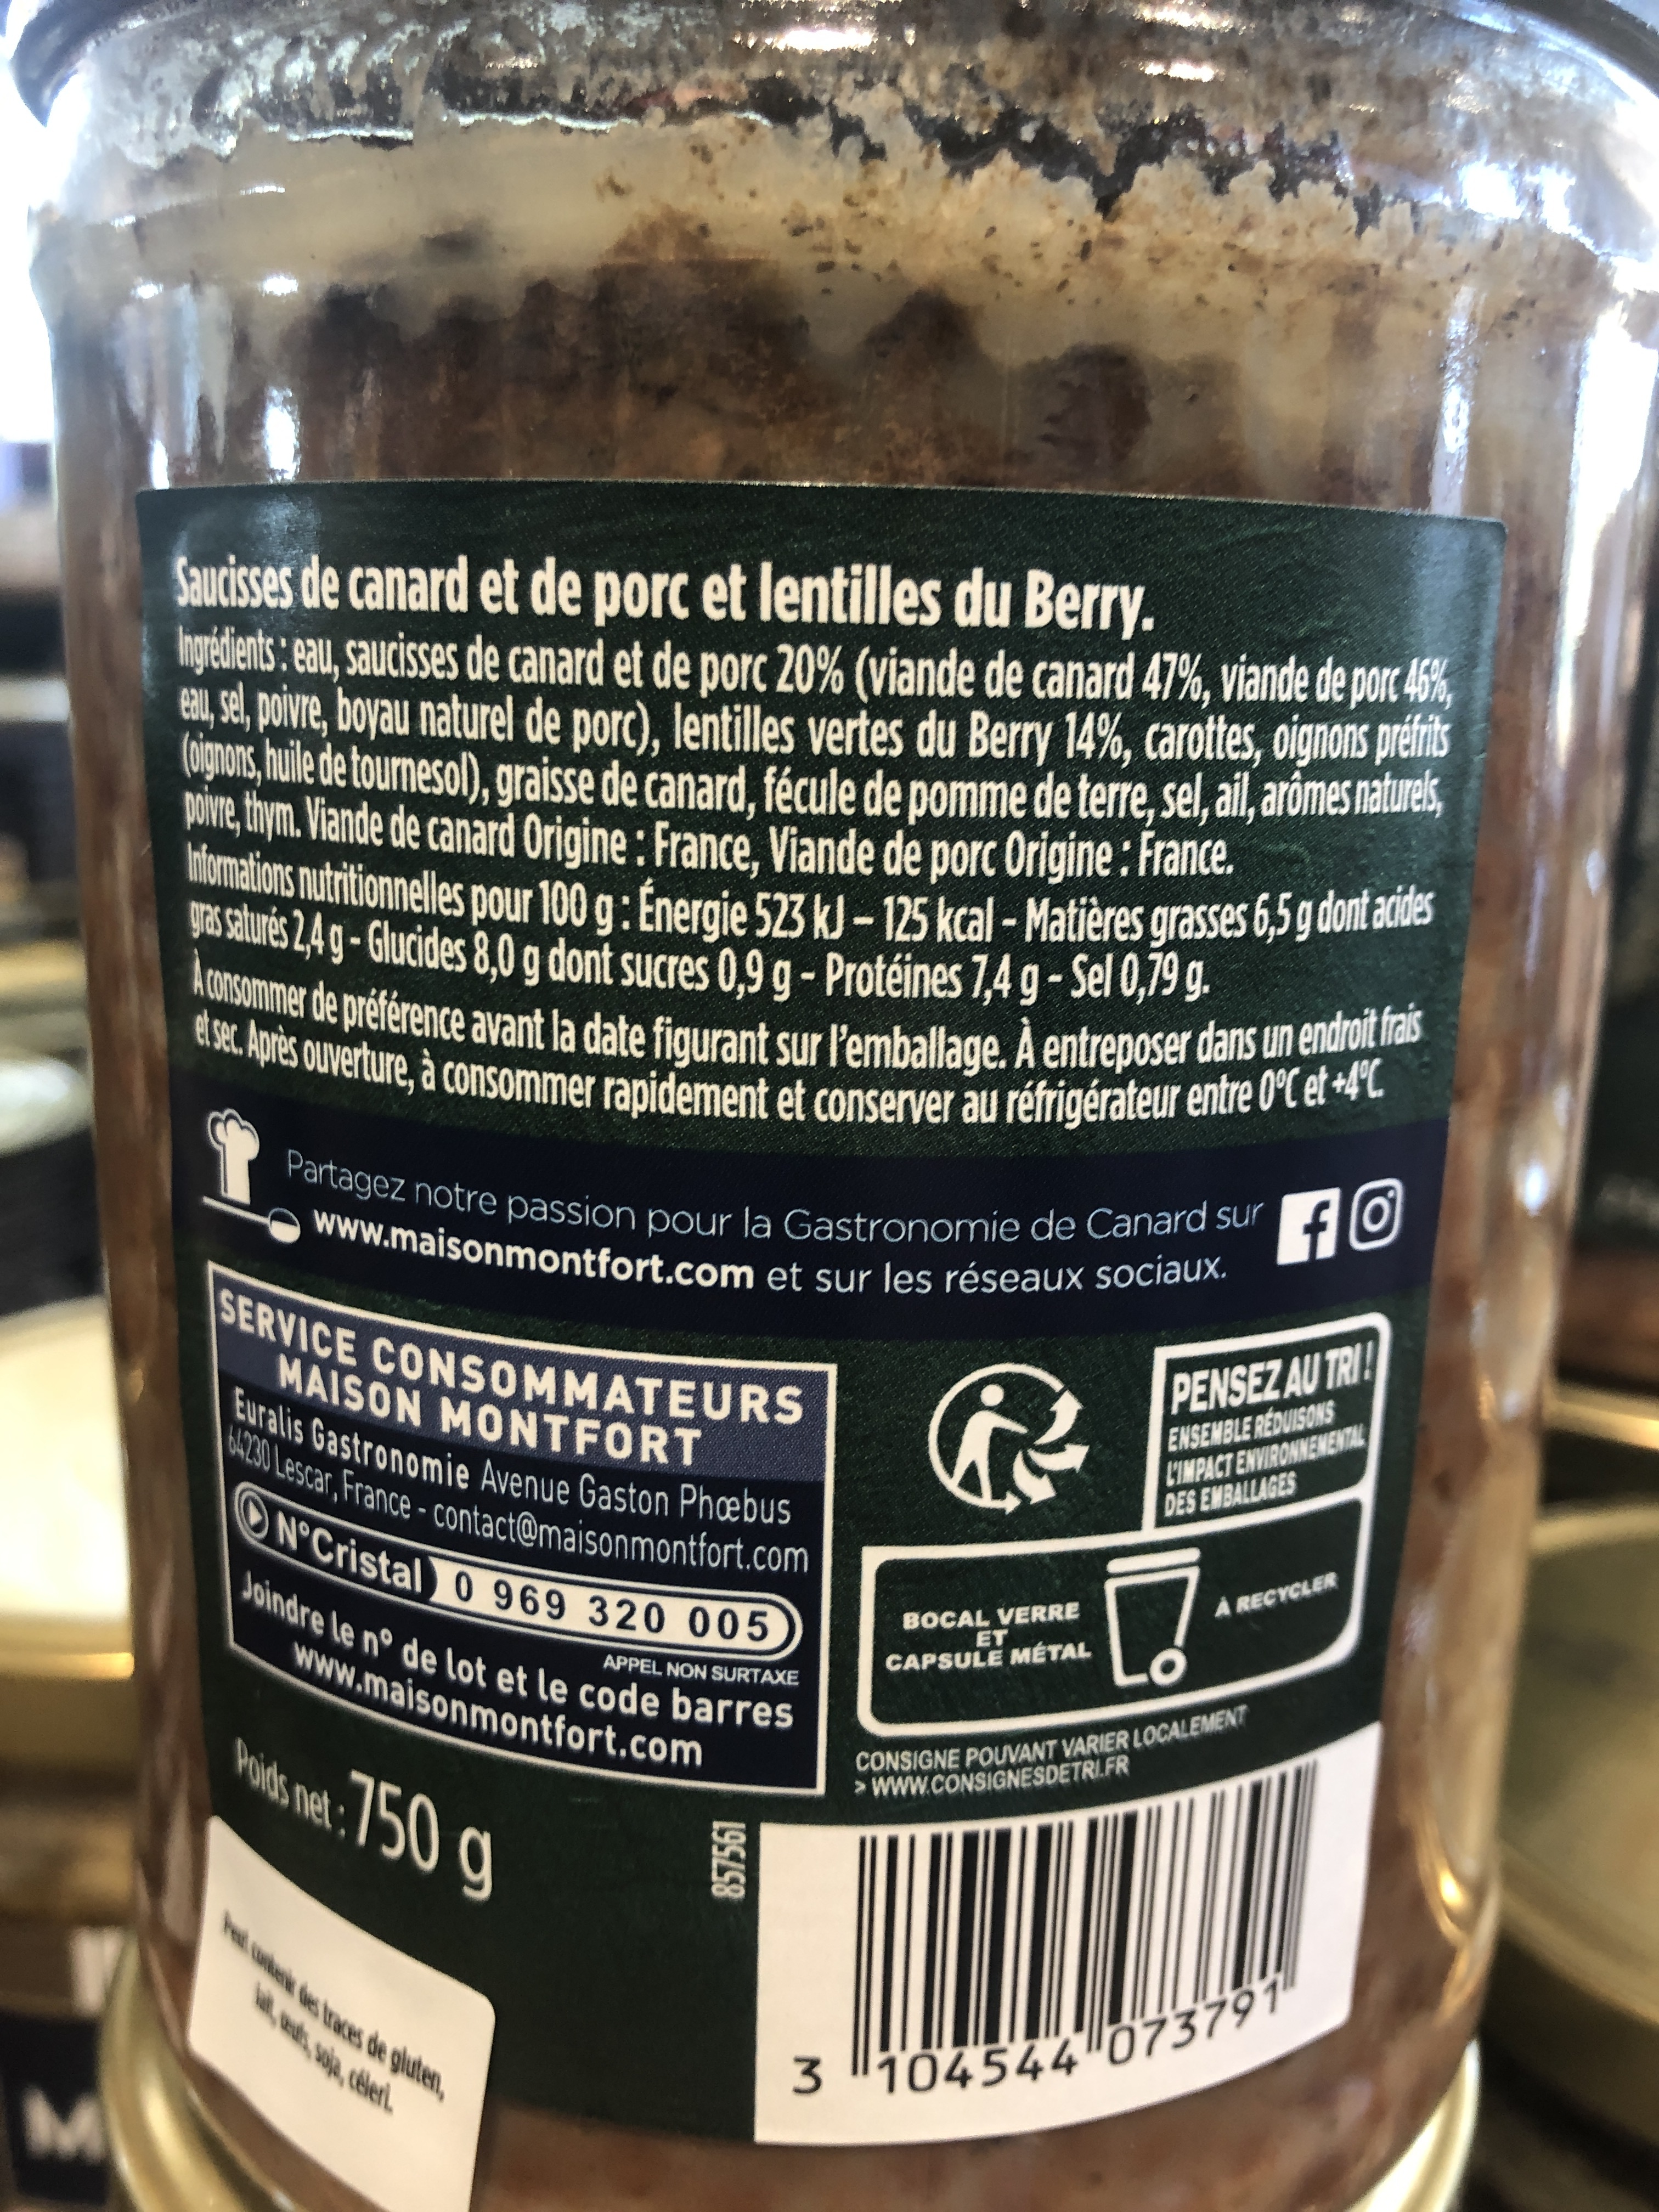 Saucisses de canard et de porc et lentilles du Berry.
Ingrédients : eau, saucisses de canard et de porc 20% (viande de canard 47%, viande de porc 46%,
eau, sel, poivre, boyau naturel de porc), lentilles vertes du Berry 14%, carottes, oignons préfrits
(oignons, huile de tournesol), graisse de canard, fécule de pomme de terre, sel, ail, arômes naturels,
poivre, thym. Viande de canard Origine : France, Viande de porc Origine : France.
Informations nutritionnelles pour 100 g : Énergie 523 kJ – 125 kcal - Matières grasses 6,5 g dont acides
gras saturés 2,4 g - Glucides 8,0 g dont sucres 0,9 g - Protéines 7,4 g - Sel 0,79 g.
À consommer de préférence avant la date figurant sur l'emballage. À entreposer dans un endroit frais
et sec. Après ouverture, à consommer rapidement et conserver au réfrigérateur entre 0°C et +4°C.
Partagez notre passion pour la Gastronomie de Canard sur
www.maisonmontfort.com et sur les réseaux sociaux.
SERVICE CONSOMMATEURS
MAISON MONTFORT
Euralis Gastronomie Avenue Gaston Phœbus
64230 Lescar, France - contact@maisonmontfort.com
N°Cristal 0 969 320 005
APPEL NON SURTAXE
Joindre le n° de lot et le code barres
www.maisonmontfort.com
PENSEZ AU TRI !
ENSEMBLE RÉDUISONS
L'IMPACT ENVIRONNEMENTAL
DES EMBALLAGES
BOCAL VERRE
ET
CAPSULE MÉTAL
À RECYCLER
CONSIGNE POUVANT VARIER LOCALEMENT
> WWW.CONSIGNESDETRI.FR
Poids net : 750 g
857561
Peut contenir des traces de gluten,
lait, œufs, soja, céleri.
3 104544 073791
M